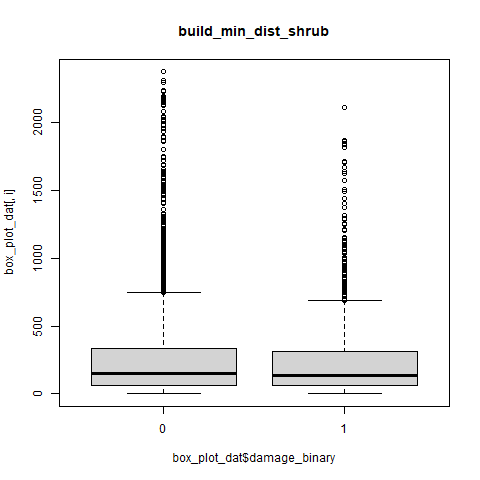 build_min_dist_shrub
box_plot_dat[, i]
2000
1500
1000
500
0
0 1
box_plot_dat$damage_binary